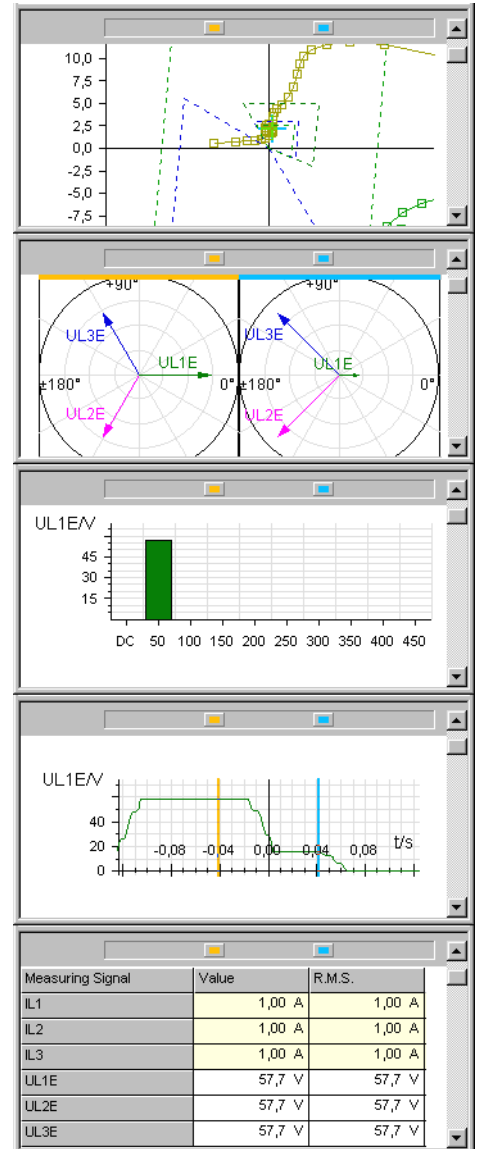 10,0
7,5
5,0
2,5
0,0
-2,5
-5,0
-7,5
+90° +90°
UL3E UL3E
UL1E UL1E
±180° 0° ±180° 0°
UL2E UL2E
UL1E/V
45
30
15
DC 50 100 150 200 250 300 350 400 450
UL1E/V
40
20
0
-0,08 -0,04 0,00 0,04 0,08 t/s
Measuring Signal Value R.M.S.
IL1 1,00 A 1,00 A
IL2 1,00 A 1,00 A
IL3 1,00 A 1,00 A
UL1E 57,7 V 57,7 V
UL2E 57,7 V 57,7 V
UL3E 57,7 V 57,7 V